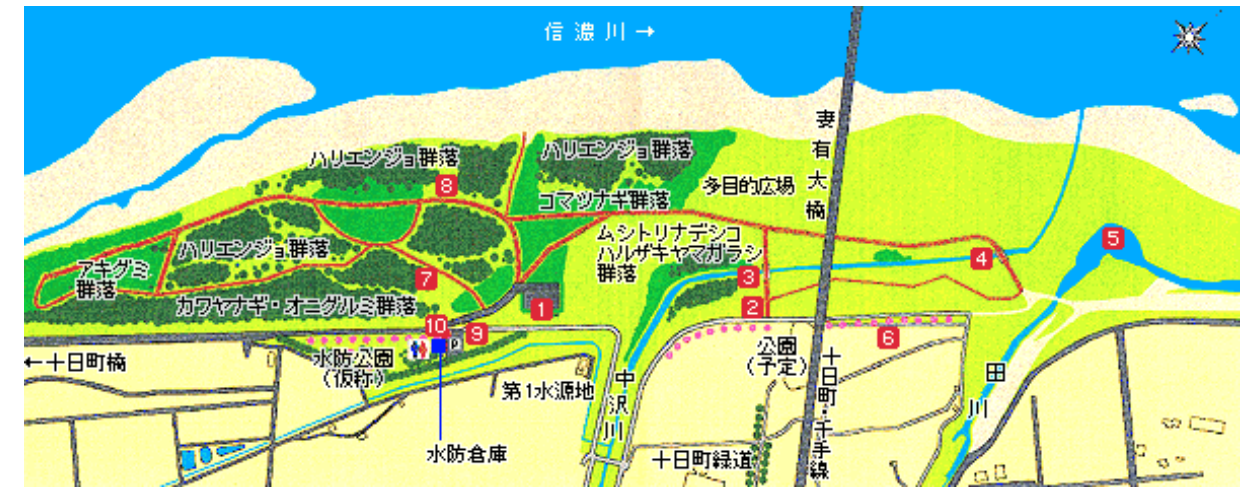 信濃川→
妻有大橋
ハリエンジョ群落
ハリエンジョ群落
8
コマツナギ群落
多目的広場
ムシトリナデシコ
ハルザキヤマガラシ
群落
ハリエンジョ群落
アキグミ
群落
7
3
4
5
カワヤナギ・オニグルミ群落
1
2
10
9
P
6
←十日町橋
水防公園
(仮称)
公園
(予定)
第1水源地
中沢川
十日町・千手線
田川
水防倉庫
十日町緑道